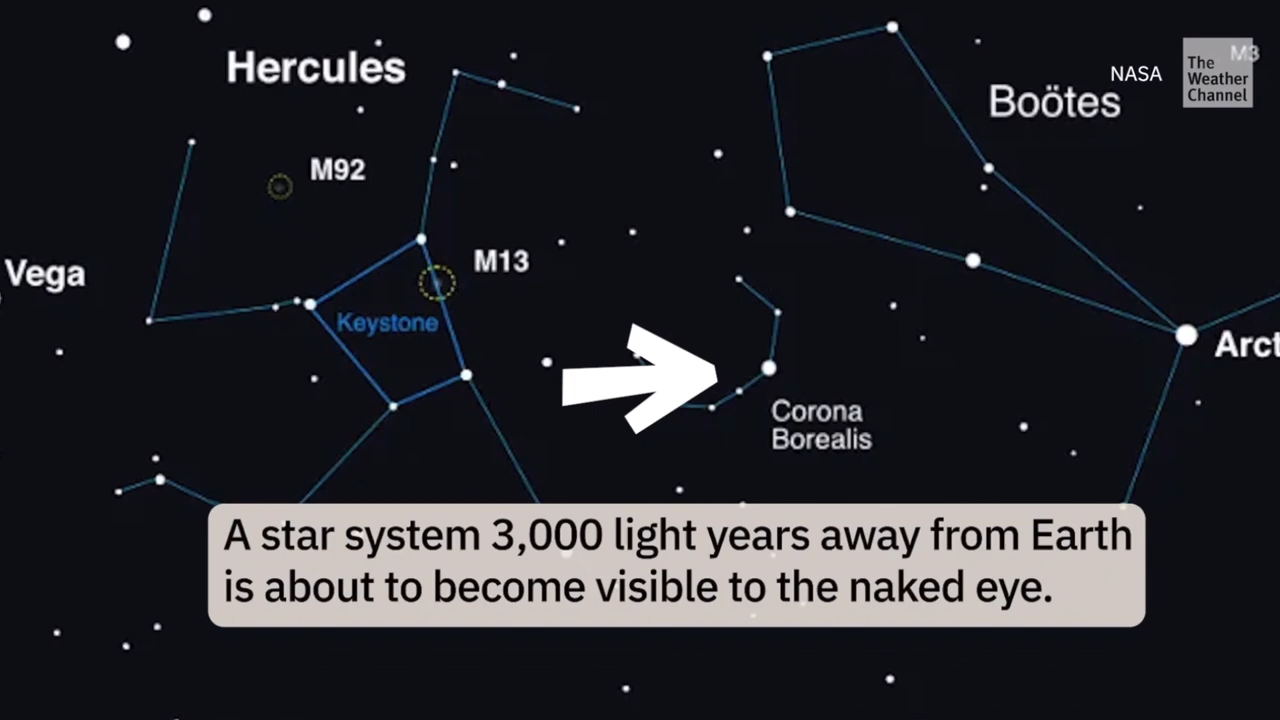 Hercules
M3
NASA
The
Weather
Channel
Boötes
M92
M13
Vega
Keystone
Arct
Corona
Borealis
A star system 3,000 light years away from Earth
is about to become visible to the naked eye.